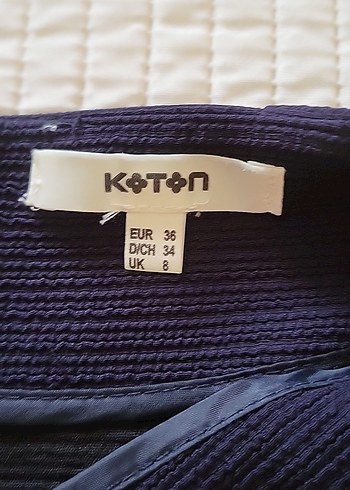 KOTON
EUR 36
D/CH 34
UK 8